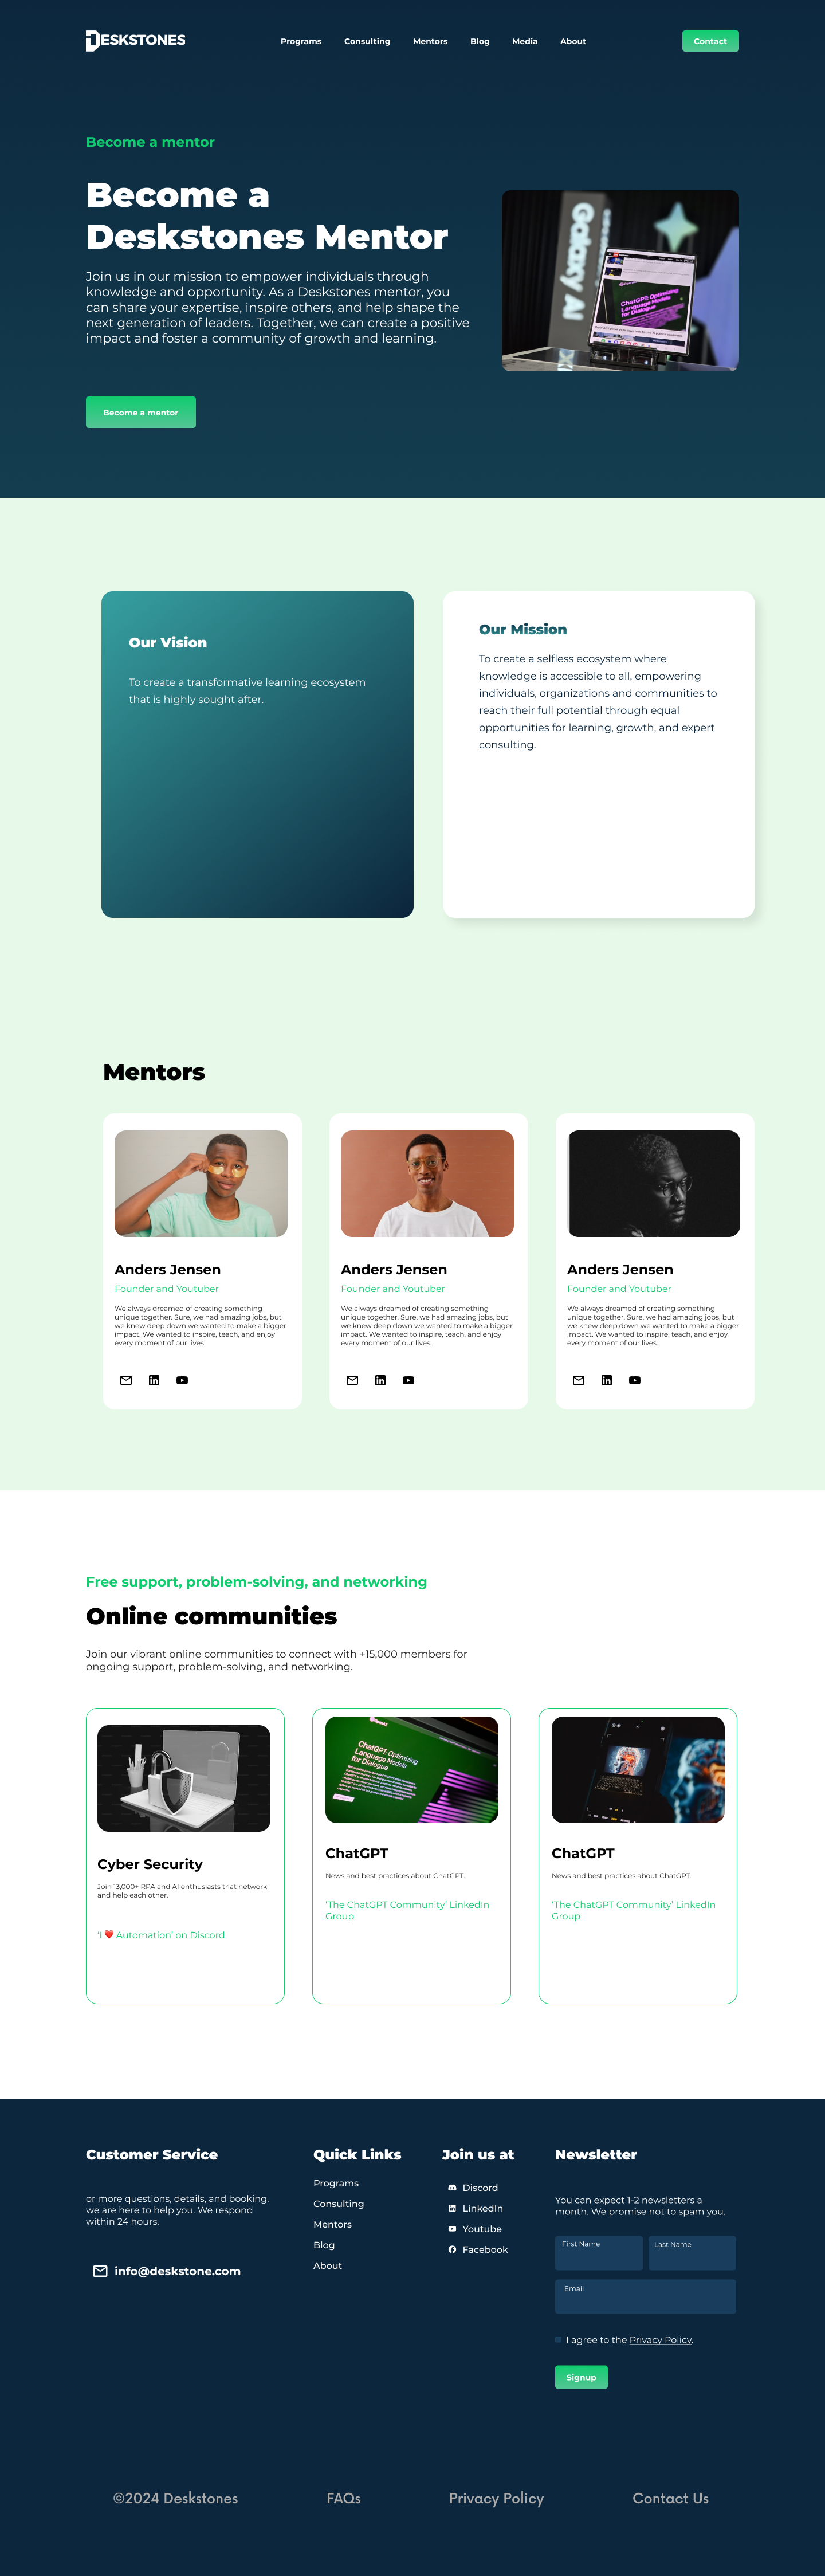 DESKSTONES
Programs
Consulting
Mentors
Blog
Media
About
Contact
Become a mentor
Become a
Deskstones Mentor
Join us in our mission to empower individuals through
knowledge and opportunity. As a Deskstones mentor, you
can share your expertise, inspire others, and help shape the
next generation of leaders. Together, we can create a positive
impact and foster a community of growth and learning.
Become a mentor
Galaxy AI
ChatGPT: Optimizing
Language Models
for Dialogue
Our Vision
To create a transformative learning ecosystem
that is highly sought after.
Our Mission
To create a selfless ecosystem where
knowledge is accessible to all, empowering
individuals, organizations and communities to
reach their full potential through equal
opportunities for learning, growth, and expert
consulting.
Mentors
Anders Jensen
Founder and Youtuber
We always dreamed of creating something
unique together. Sure, we had amazing jobs, but
we knew deep down we wanted to make a bigger
impact. We wanted to inspire, teach, and enjoy
every moment of our lives.
Anders Jensen
Founder and Youtuber
We always dreamed of creating something
unique together. Sure, we had amazing jobs, but
we knew deep down we wanted to make a bigger
impact. We wanted to inspire, teach, and enjoy
every moment of our lives.
Anders Jensen
Founder and Youtuber
We always dreamed of creating something
unique together. Sure, we had amazing jobs, but
we knew deep down we wanted to make a bigger
impact. We wanted to inspire, teach, and enjoy
every moment of our lives.
Free support, problem-solving, and networking
Online communities
Join our vibrant online communities to connect with +15,000 members for
ongoing support, problem-solving, and networking.
Cyber Security
Join 13,000+ RPA and AI enthusiasts that network
and help each other.
'I ❤️ Automation' on Discord
ChatGPT: Optimizing
Language Models
for Dialogue
ChatGPT
News and best practices about ChatGPT.
'The ChatGPT Community' LinkedIn
Group
ChatGPT
News and best practices about ChatGPT.
'The ChatGPT Community' LinkedIn
Group
Customer Service
or more questions, details, and booking,
we are here to help you. We respond
within 24 hours.
info@deskstone.com
Quick Links
Programs
Consulting
Mentors
Blog
About
Join us at
Discord
LinkedIn
Youtube
Facebook
Newsletter
You can expect 1-2 newsletters a
month. We promise not to spam you.
First Name
Last Name
Email
I agree to the Privacy Policy.
Signup
©2024 Deskstones
FAQs
Privacy Policy
Contact Us